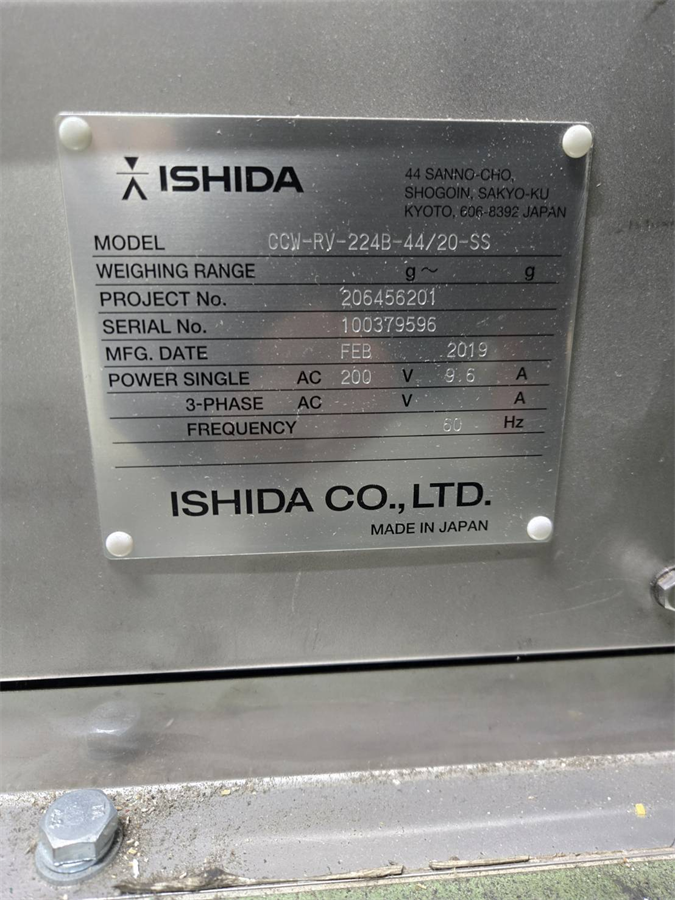 ISHIDA
44 SANNO-CHO,
SHOGOIN, SAKYO-KU
KYOTO, 606-8392 JAPAN
MODEL CCW-RV-224B-44/20-SS
WEIGHING RANGE g～ g
PROJECT No. 206456201
SERIAL No. 100379596
MFG. DATE FEB 2019
POWER SINGLE AC 200 V 9.6 A
3-PHASE AC V A
FREQUENCY 60 Hz
ISHIDA CO.,LTD.
MADE IN JAPAN